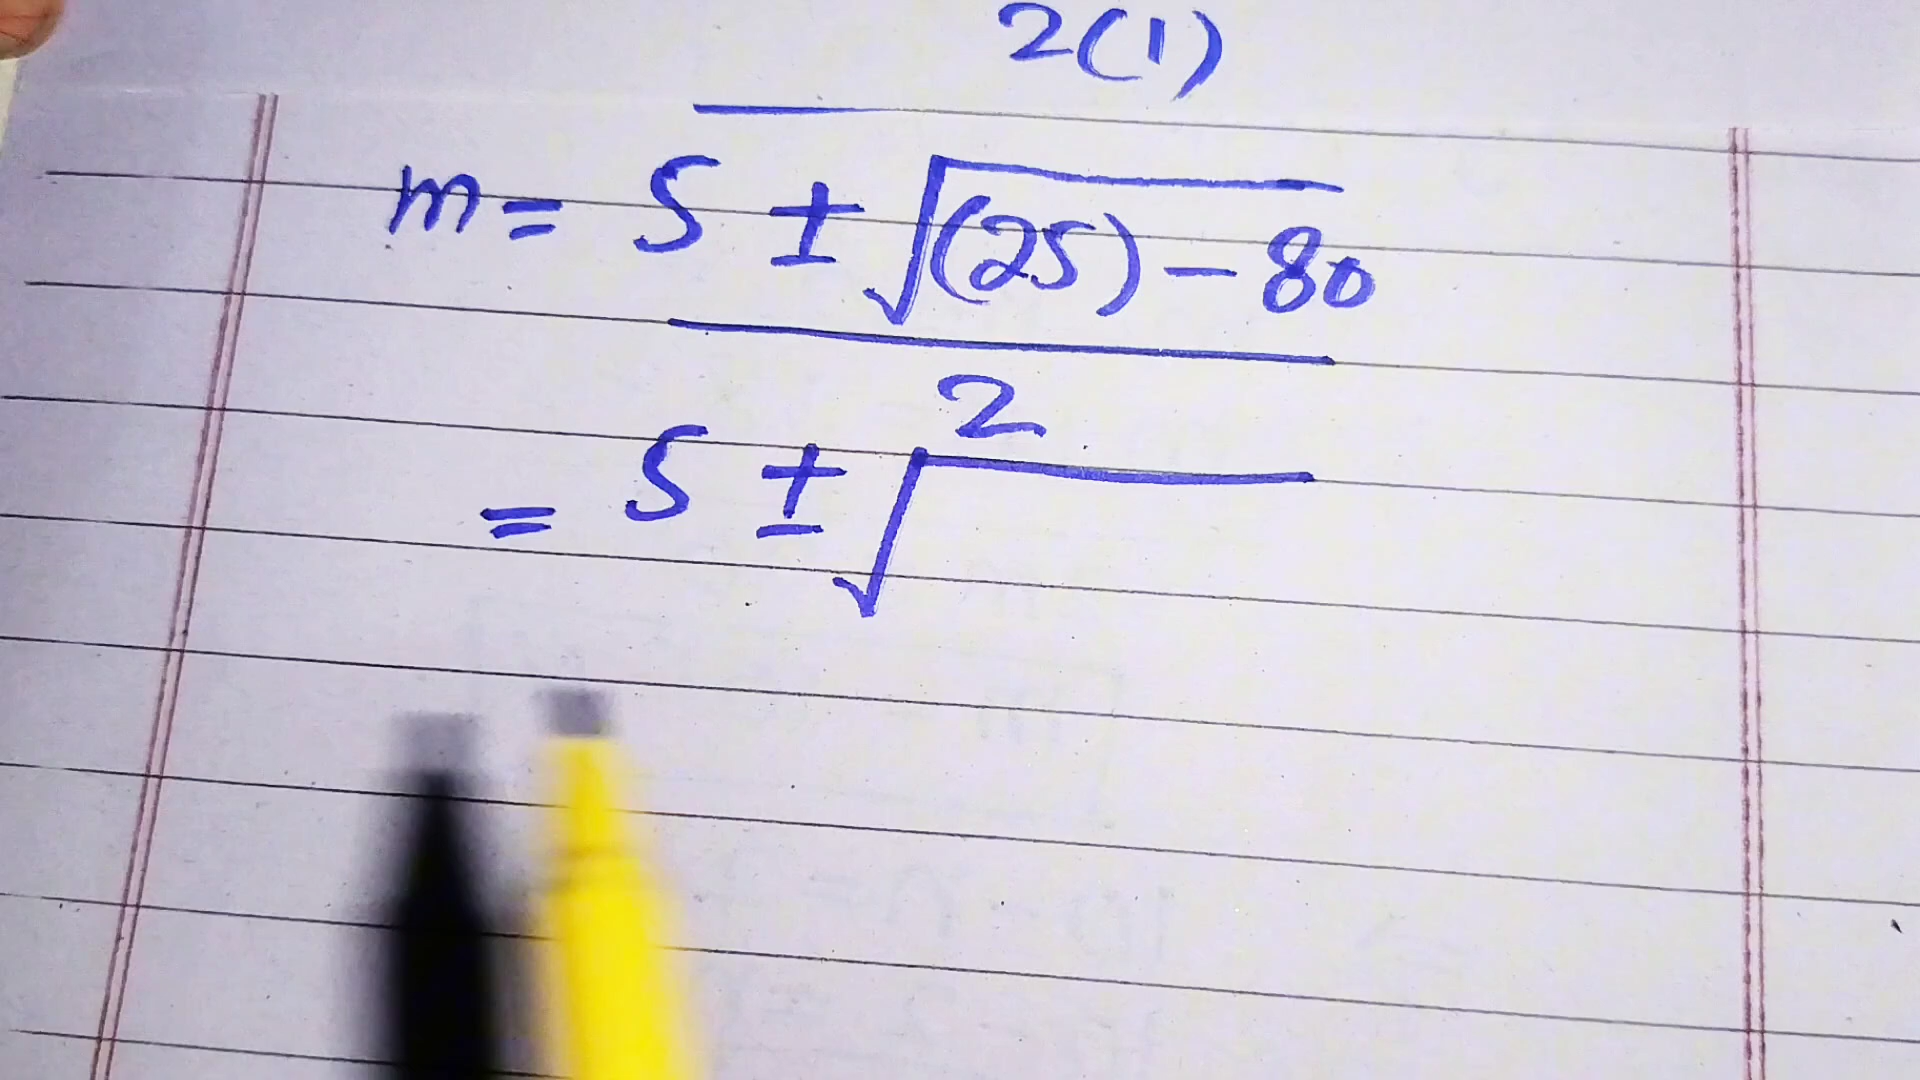 2(1)
m = 5 ± √(25) - 80
2
= 5 ± √